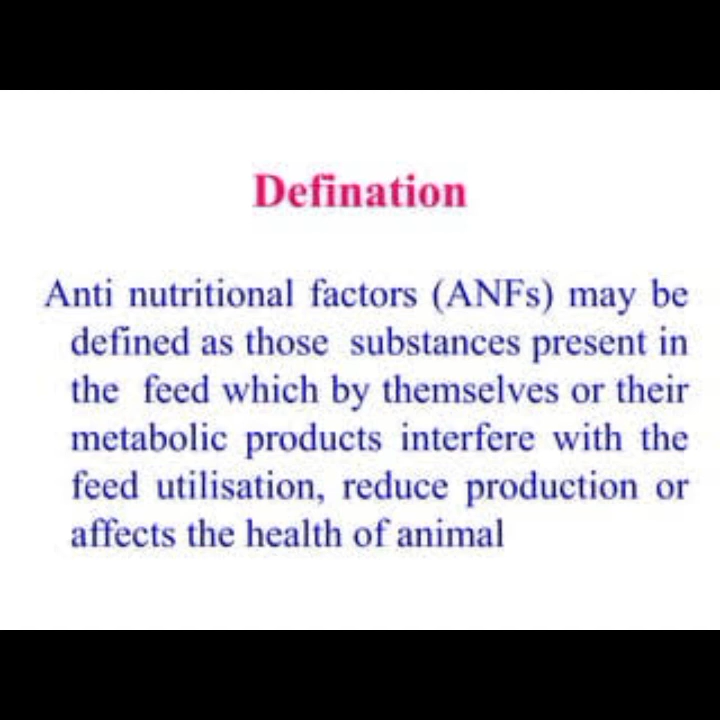 Defination
Anti nutritional factors (ANFs) may be
defined as those substances present in
the feed which by themselves or their
metabolic products interfere with the
feed utilisation, reduce production or
affects the health of animal